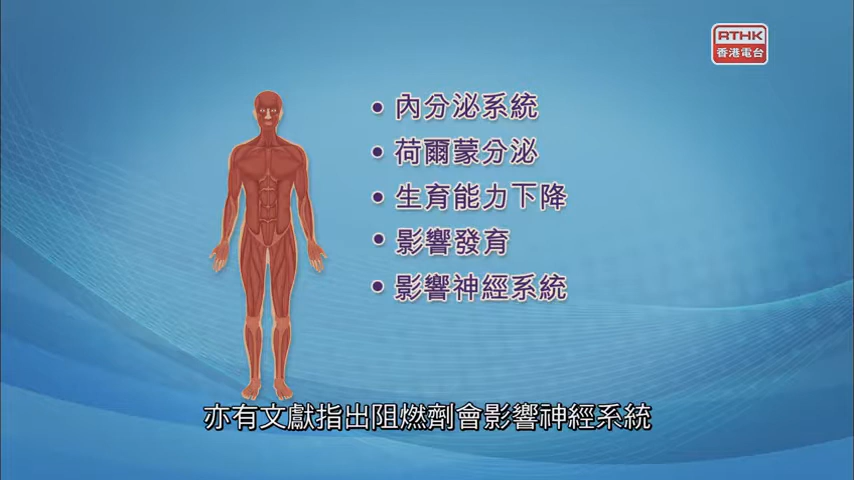 RTHK
香港電台
• 內分泌系統
• 荷爾蒙分泌
• 生育能力下降
• 影響發育
• 影響神經系統
亦有文獻指出阻燃劑會影響神經系統